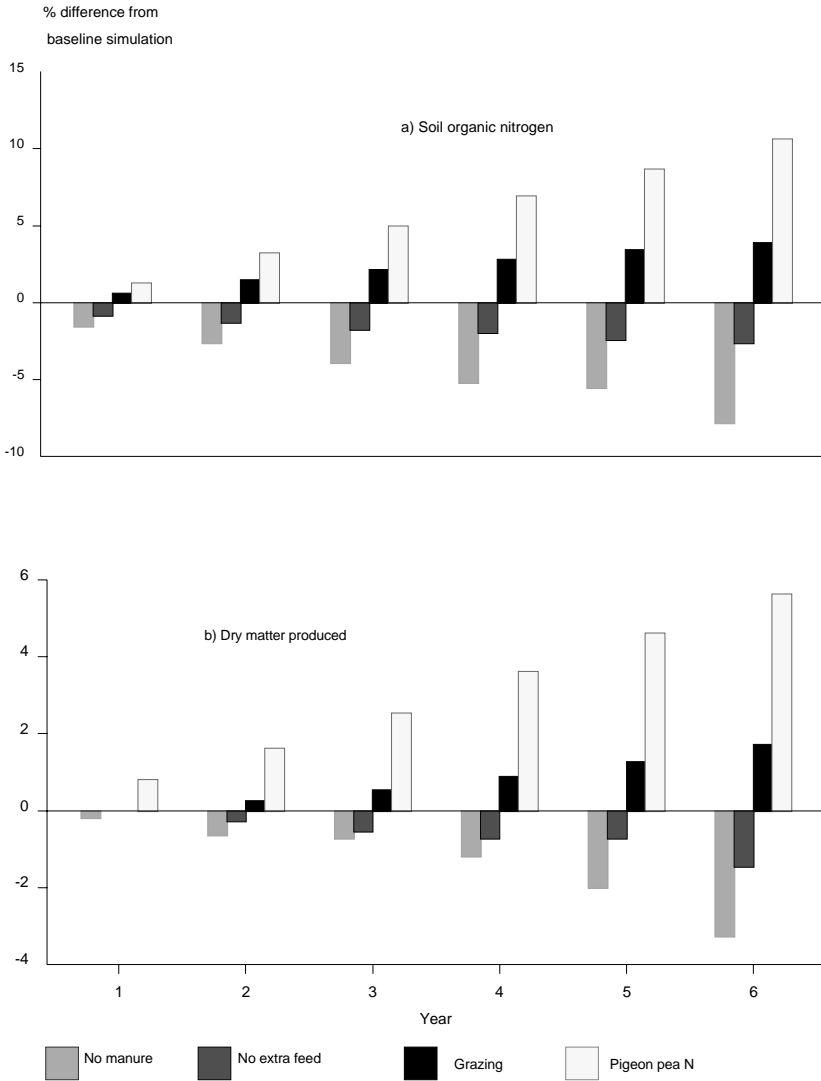 % difference from
baseline simulation
15
a) Soil organic nitrogen
10
5
0
-5
-10
6
b) Dry matter produced
4
2
0
-2
-4
1 2 3 4 5 6
Year
No manure No extra feed Grazing Pigeon pea N